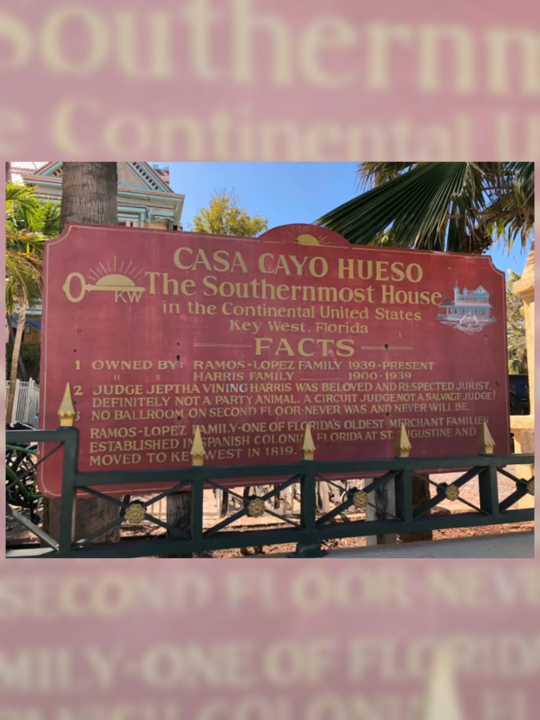 Southernm
e Continental U
CASA CAYO HUESO
KW
The Southernmost House
in the Continental United States
Key West, Florida
FACTS
1 OWNED BY: RAMOS-LOPEZ FAMILY 1939-PRESENT
" " HARRIS FAMILY 1900-1939
2 JUDGE JEPTHA VINING HARRIS WAS BELOVED AND RESPECTED JURIST.
DEFINITELY NOT A PARTY ANIMAL. A CIRCUIT JUDGE NOT A SALVAGE JUDGE!
3 NO BALLROOM ON SECOND FLOOR-NEVER WAS AND NEVER WILL BE.
RAMOS-LOPEZ FAMILY-ONE OF FLORIDA'S OLDEST MERCHANT FAMILIES
ESTABLISHED IN SPANISH COLONIAL FLORIDA AT ST. AUGUSTINE AND
MOVED TO KEY WEST IN 1819.
SECOND FLOOR-NEV
MILY-ONE OF FLORID